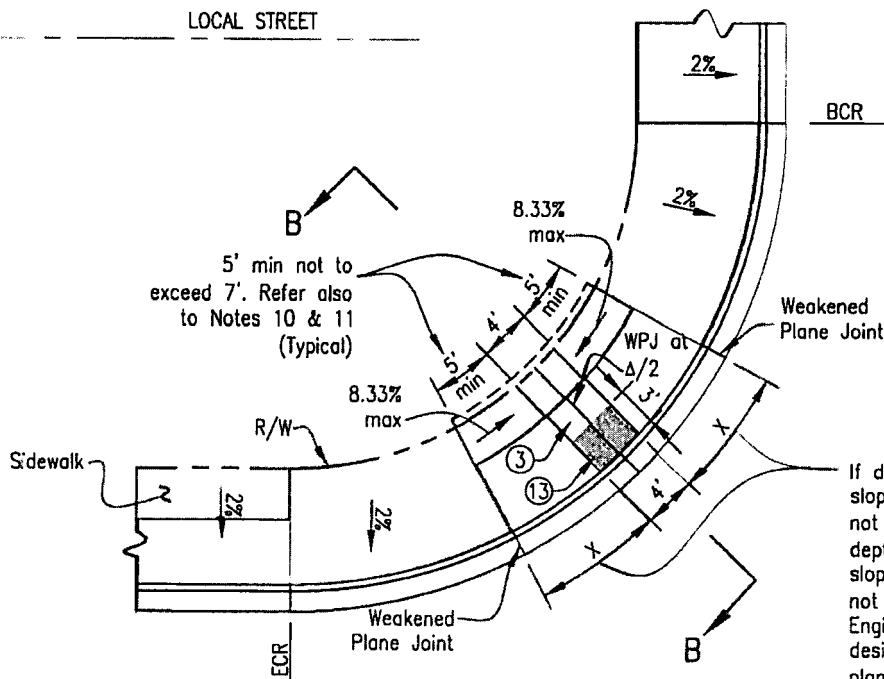 LOCAL STREET
2%
BCR
B
8.33%
max
2%
5' min not to
exceed 7'. Refer also
to Notes 10 & 11
(Typical)
5'
min
4'
5'
min
Weakened
Plane Joint
WPJ at
Δ/2
3'
8.33%
max
R/W
3
X
Sidewalk
13
2%
2%
4'
X
If d
slop
not
dept
slop
not
Engi
desi
plan
Weakened
Plane Joint
ECR
B